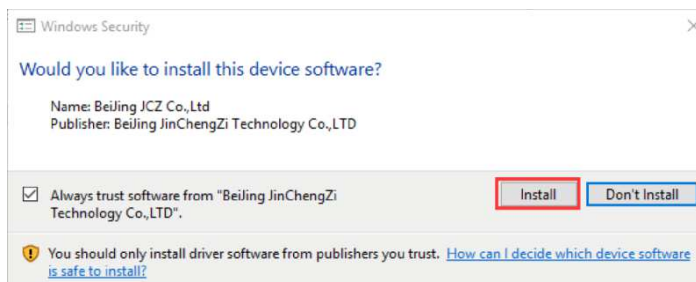 Windows Security
Would you like to install this device software?
Name: BeiJing JCZ Co.,Ltd
Publisher: BeiJing JinChengZi Technology Co.,LTD
Always trust software from "BeiJing JinChengZi
Technology Co.,LTD".
Install
Don't Install
You should only install driver software from publishers you trust. How can I decide which device software
is safe to install?